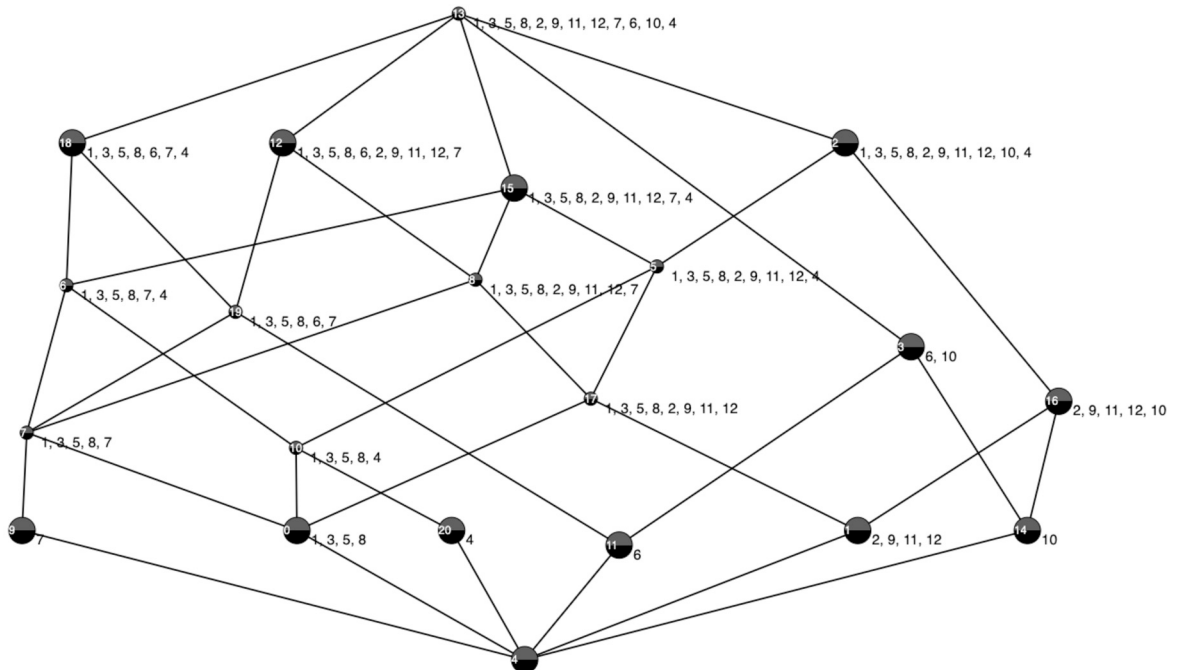 13
1, 3, 5, 8, 2, 9, 11, 12, 7, 6, 10, 4
18
1, 3, 5, 8, 6, 7, 4
12
1, 3, 5, 8, 6, 2, 9, 11, 12, 7
2
1, 3, 5, 8, 2, 9, 11, 12, 10, 4
15
1, 3, 5, 8, 2, 9, 11, 12, 7, 4
5
1, 3, 5, 8, 2, 9, 11, 12, 4
8
1, 3, 5, 8, 2, 9, 11, 12, 7
6
1, 3, 5, 8, 7, 4
19
1, 3, 5, 8, 6, 7
3
6, 10
17
1, 3, 5, 8, 2, 9, 11, 12
16
2, 9, 11, 12, 10
7
1, 3, 5, 8, 7
10
1, 3, 5, 8, 4
9
7
0
1, 3, 5, 8
20
4
11
6
1
2, 9, 11, 12
14
10
4